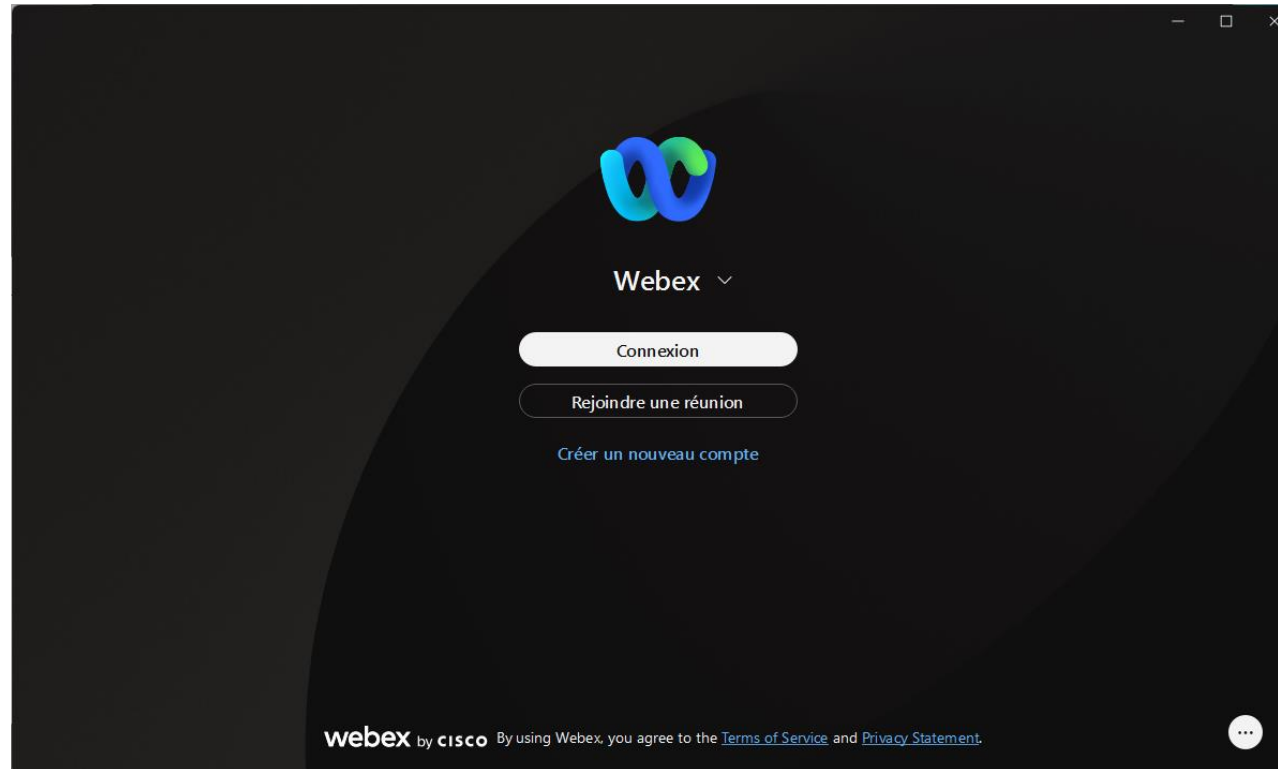 Webex
Connexion
Rejoindre une réunion
Créer un nouveau compte
webex by CISCO By using Webex, you agree to the Terms of Service and Privacy Statement.